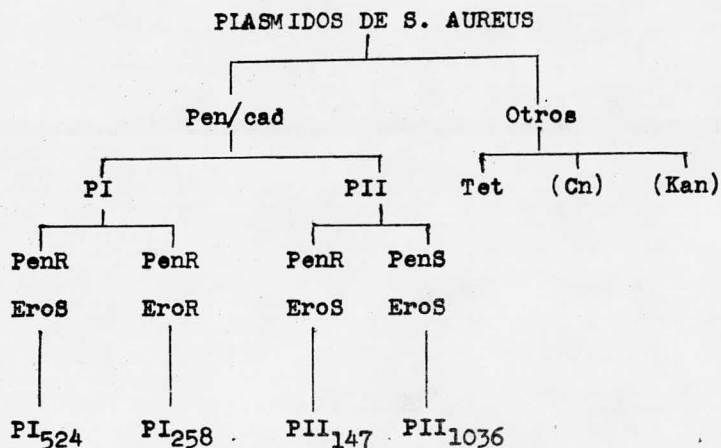 PLASMIDOS DE S. AUREUS
Pen/cad Otros
PI PII Tet (Cn) (Kan)
PenR PenR PenR PenS
EroS EroR EroS EroS
PI524 PI258 PII147 PII1036